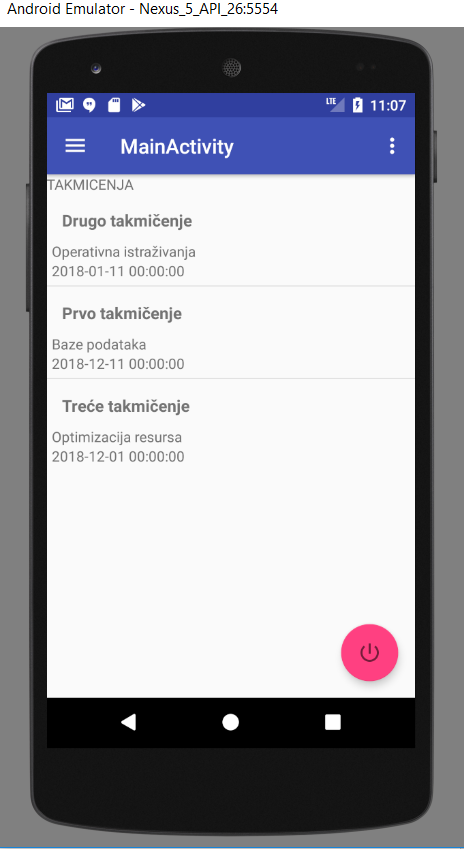 Android Emulator - Nexus_5_API_26:5554
LTE 11:07
MainActivity
TAKMICENJA
Drugo takmičenje
Operativna istraživanja
2018-01-11 00:00:00
Prvo takmičenje
Baze podataka
2018-12-11 00:00:00
Treće takmičenje
Optimizacija resursa
2018-12-01 00:00:00